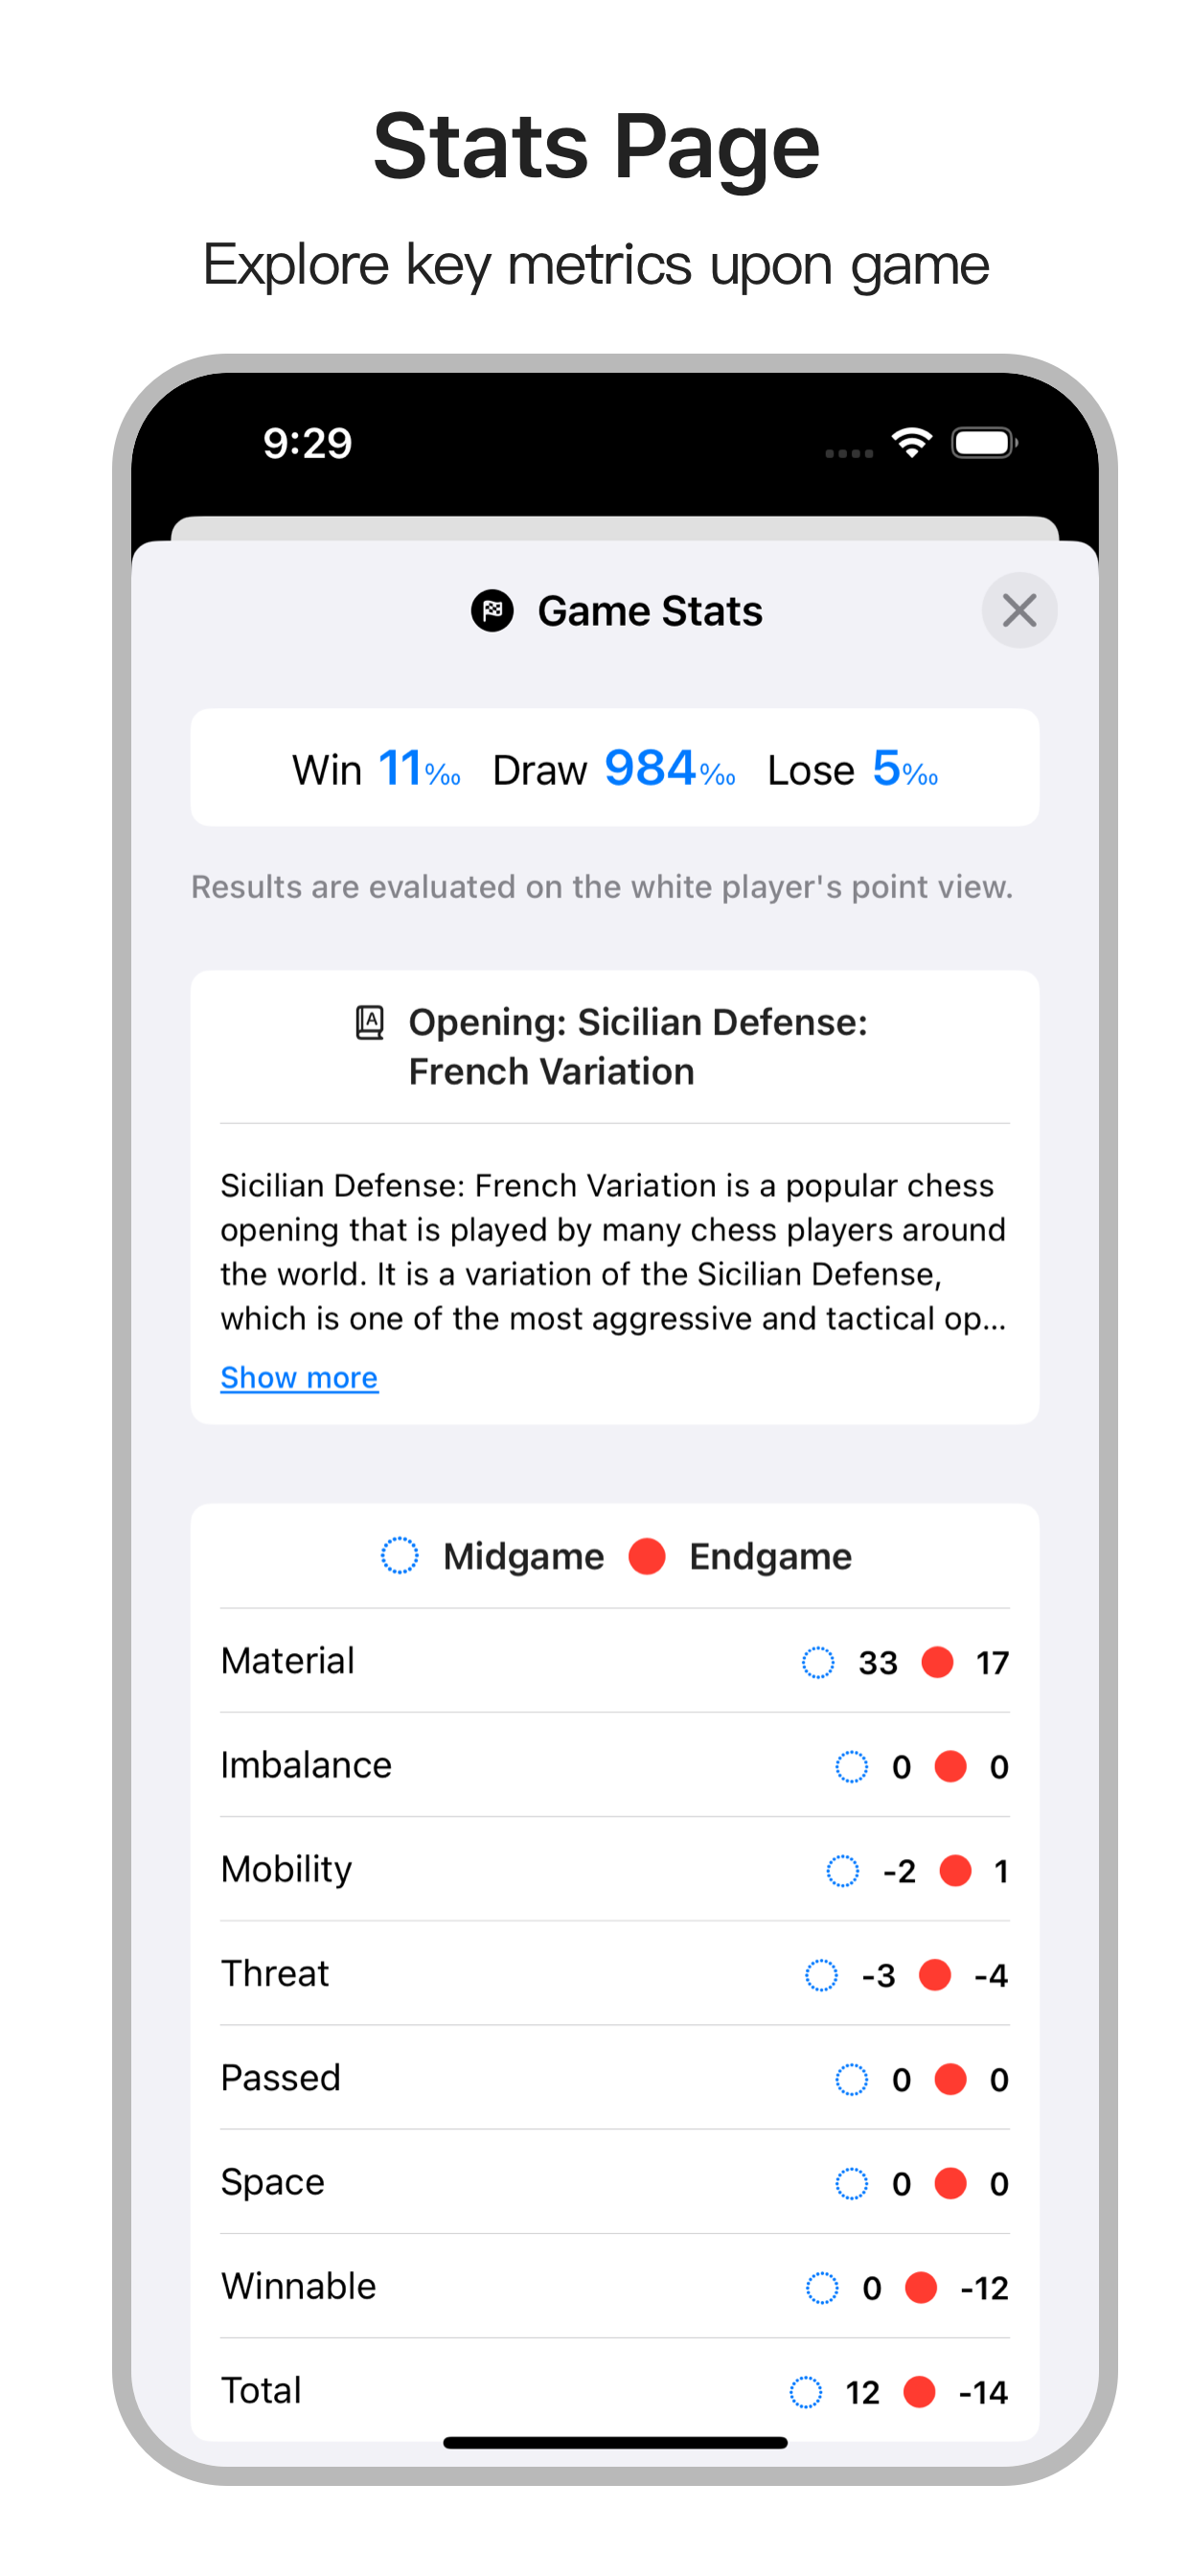 Stats Page
Explore key metrics upon game
9:29
Game Stats
Win 11‰ Draw 984‰ Lose 5‰
Results are evaluated on the white player's point view.
Opening: Sicilian Defense:
French Variation
Sicilian Defense: French Variation is a popular chess
opening that is played by many chess players around
the world. It is a variation of the Sicilian Defense,
which is one of the most aggressive and tactical op...
Show more
Midgame Endgame
Material 33 17
Imbalance 0 0
Mobility -2 1
Threat -3 -4
Passed 0 0
Space 0 0
Winnable 0 -12
Total 12 -14